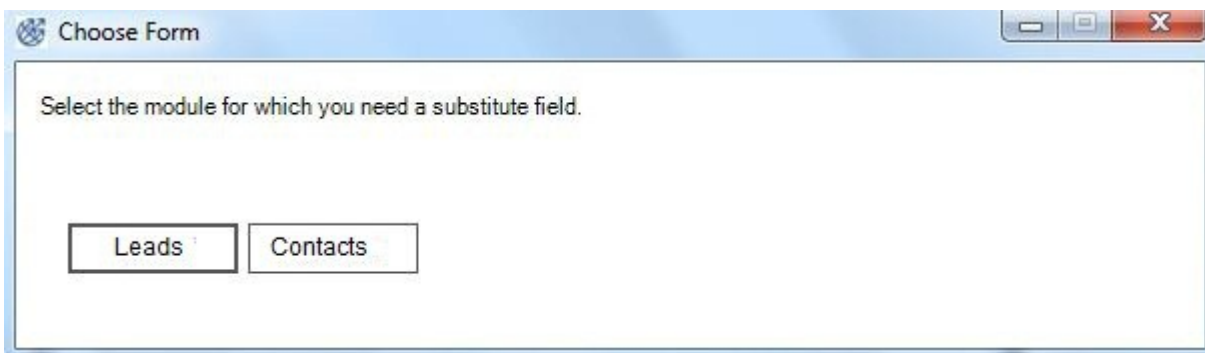 Choose Form
Select the module for which you need a substitute field.
Leads
Contacts